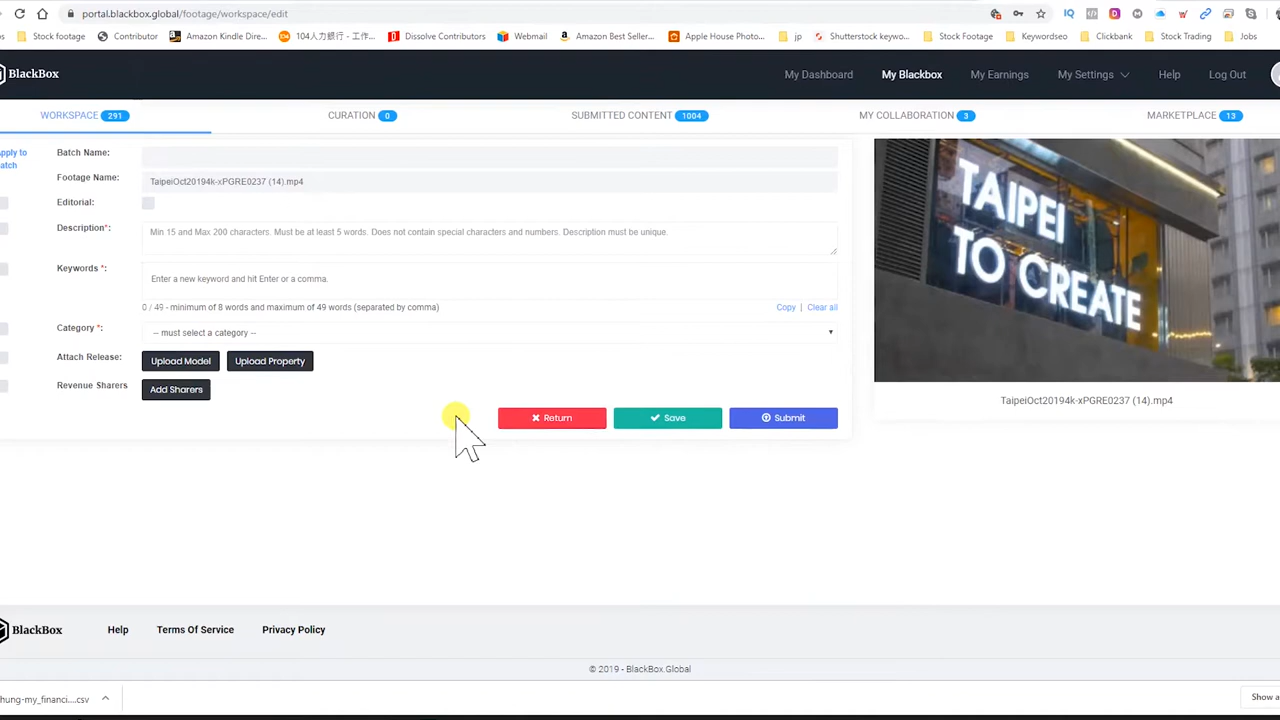 portal.blackbox.global/footage/workspace/edit
Stock footage
Contributor
Amazon Kindle Dire...
104人力銀行 - 工作...
Dissolve Contributors
Webmail
Amazon Best Seller...
Apple House Photo...
jp
Shutterstock keywo...
Stock Footage
Keywordseo
Clickbank
Stock Trading
Jobs
BlackBox
My Dashboard
My Blackbox
My Earnings
My Settings
Help
Log Out
WORKSPACE 291
CURATION 0
SUBMITTED CONTENT 1004
MY COLLABORATION 3
MARKETPLACE 13
Apply to
Batch Name:
Footage Name:
TaipeiOct20194k-xPGRE0237 (14).mp4
Editorial:
Description*:
Min 15 and Max 200 characters. Must be at least 5 words. Does not contain special characters and numbers. Description must be unique.
Keywords *:
Enter a new keyword and hit Enter or a comma.
0 / 49 - minimum of 8 words and maximum of 49 words (separated by comma)
Copy | Clear all
Category *:
-- must select a category --
Attach Release:
Upload Model
Upload Property
Revenue Sharers
Add Sharers
Return
Save
Submit
TAIPEI
TO CREATE
TaipeiOct20194k-xPGRE0237 (14).mp4
BlackBox
Help
Terms Of Service
Privacy Policy
© 2019 - BlackBox.Global
hung-my_financi....csv
Show a